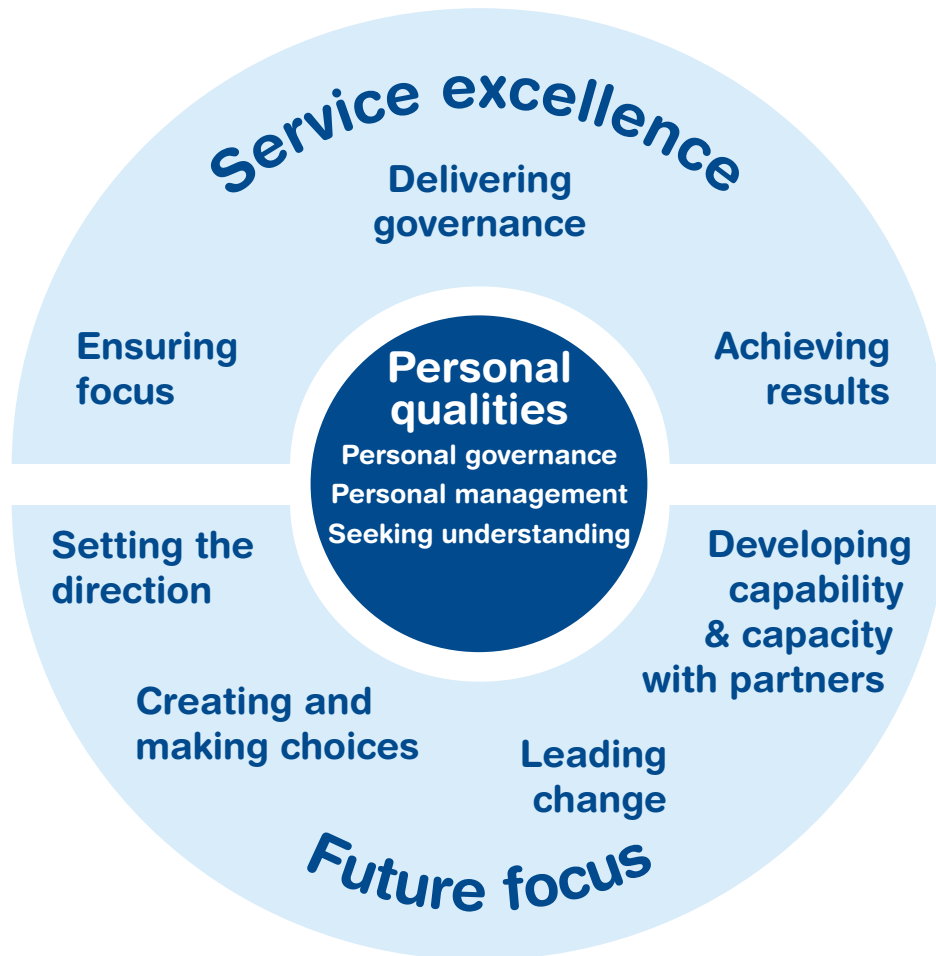 Service excellence
Delivering
governance
Ensuring
focus
Achieving
results
Personal
qualities
Personal governance
Personal management
Seeking understanding
Setting the
direction
Developing
capability
& capacity
with partners
Creating and
making choices
Leading
change
Future focus